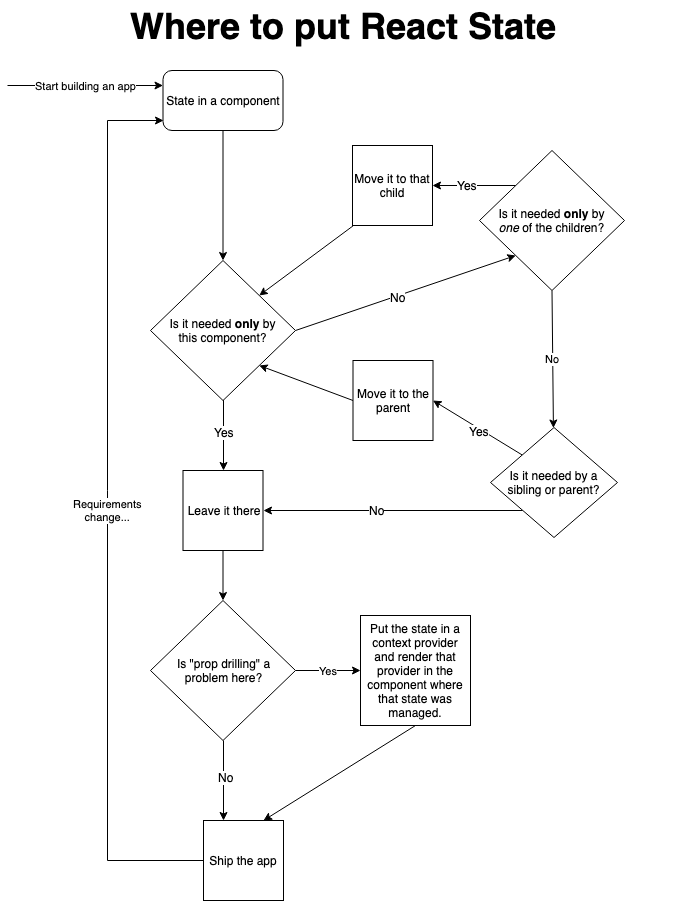 Where to put React State
Start building an app
State in a component
Move it to that
child
Yes
Is it needed only by
one of the children?
No
Is it needed only by
this component?
No
Move it to the
parent
Yes
Yes
Is it needed by a
sibling or parent?
Requirements
change...
Leave it there
No
Put the state in a
context provider
and render that
provider in the
component where
that state was
managed.
Is "prop drilling" a
problem here?
Yes
No
Ship the app